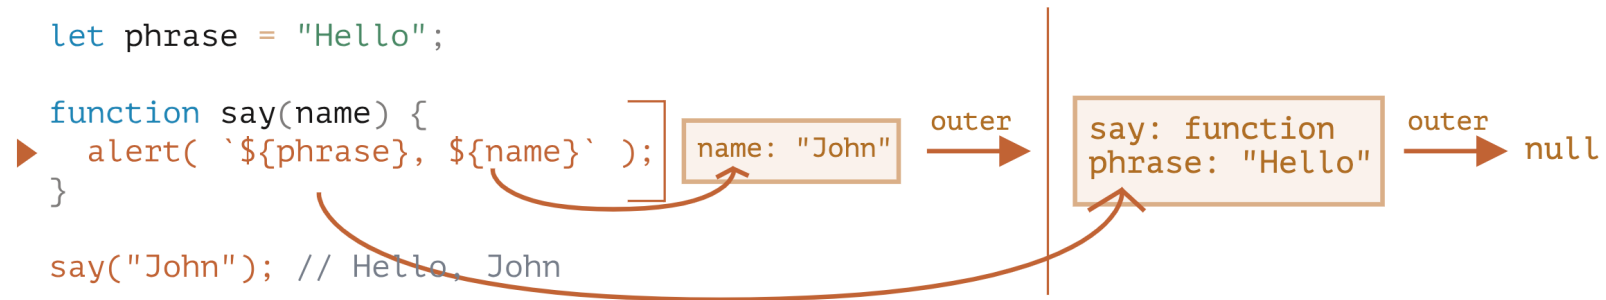 let phrase = "Hello";
function say(name) {
alert( `${phrase}, ${name}` );
}
say("John"); // Hello, John
name: "John"
outer
say: function
phrase: "Hello"
outer
null